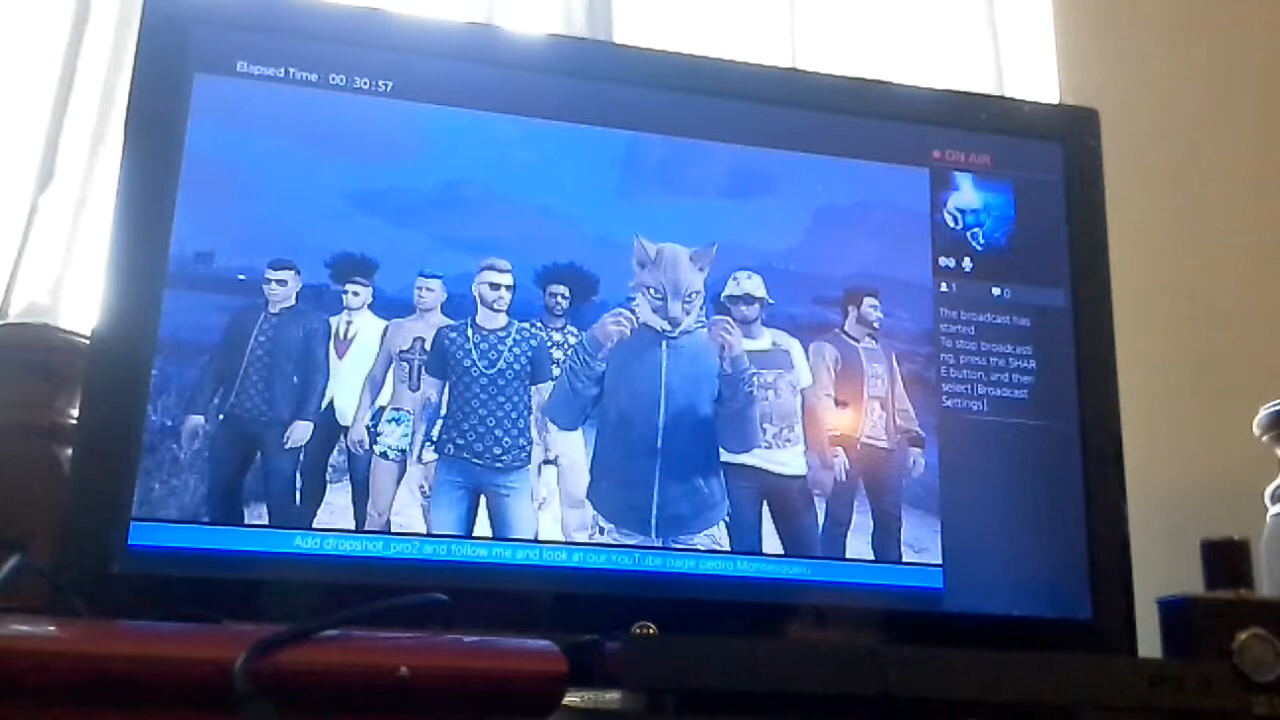 Elapsed Time: 00:30:57
ON AIR
1
0
The broadcast has
started.
To stop broadcasti
ng, press the SHAR
E button, and then
select [Broadcast
Settings].
Add dropshot_pro2 and follow me and look at our YouTube page pedro